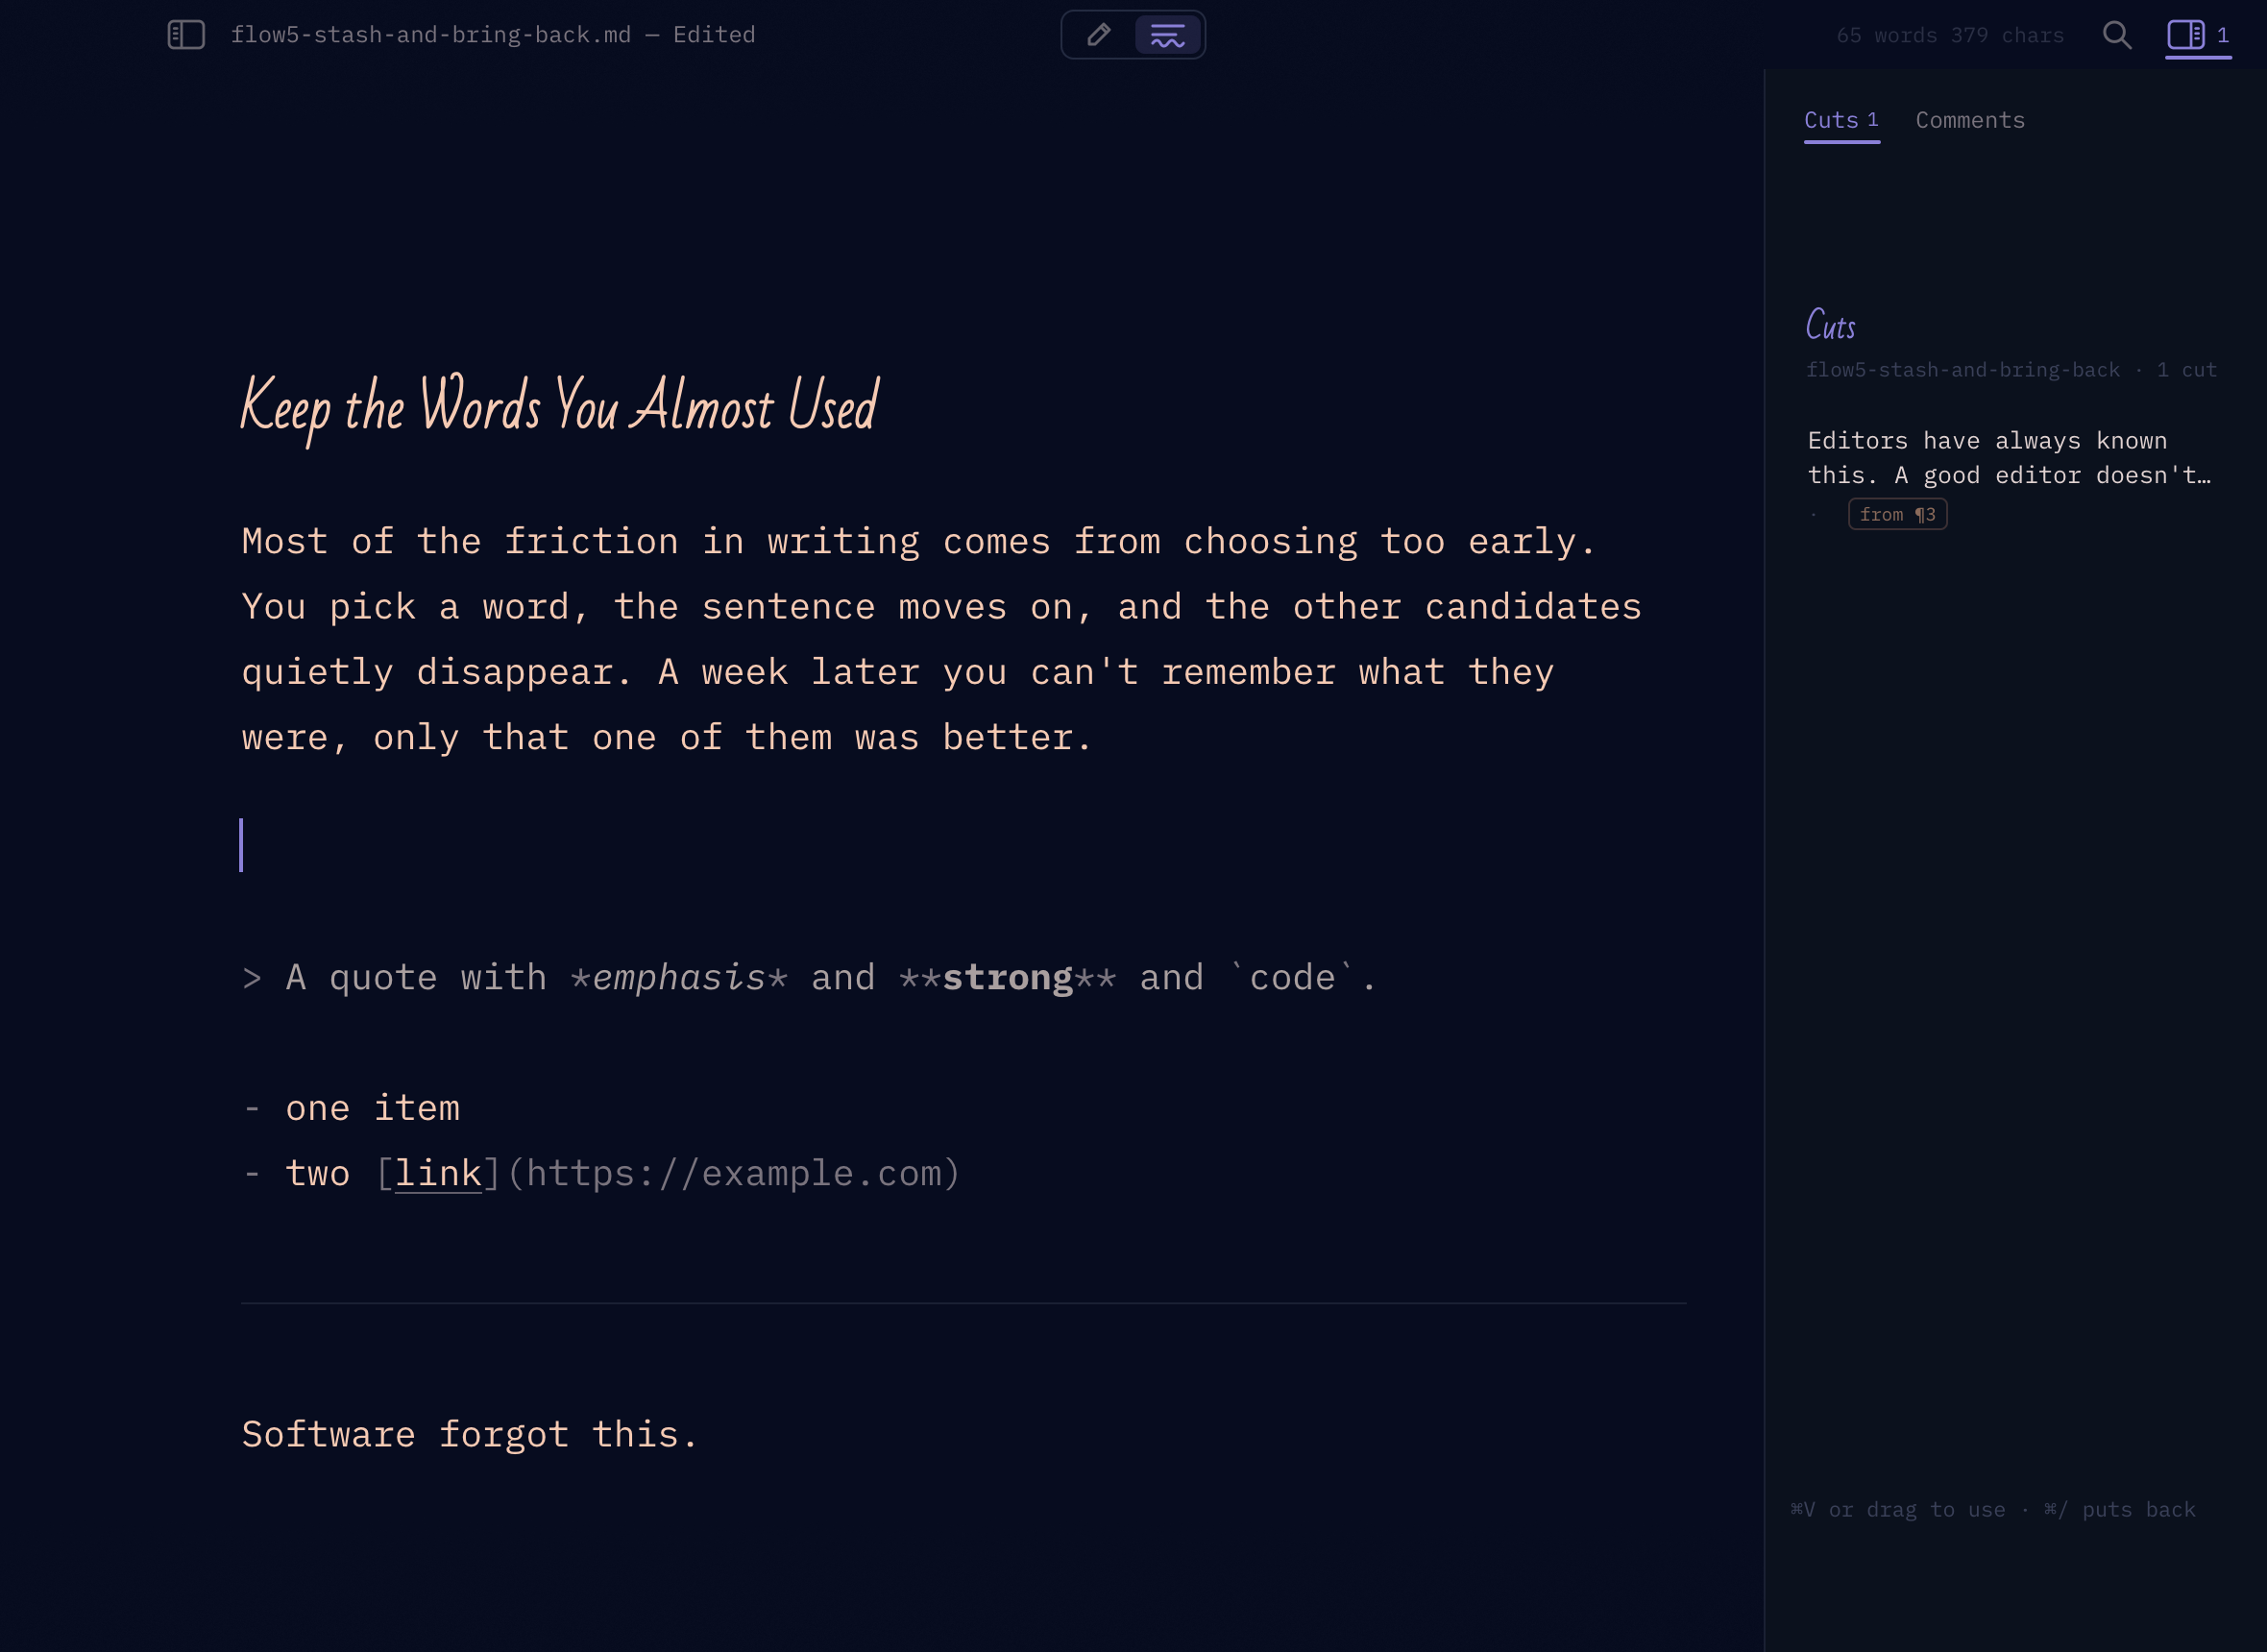 flow5-stash-and-bring-back.md — Edited
65 words 379 chars
1
Cuts 1 Comments
Keep the Words You Almost Used
Most of the friction in writing comes from choosing too early.
You pick a word, the sentence moves on, and the other candidates
quietly disappear. A week later you can't remember what they
were, only that one of them was better.
> A quote with *emphasis* and **strong** and `code`.
- one item
- two [link](https://example.com)
Software forgot this.
Cuts
flow5-stash-and-bring-back · 1 cut
Editors have always known
this. A good editor doesn't…
· from ¶3
⌘V or drag to use · ⌘/ puts back